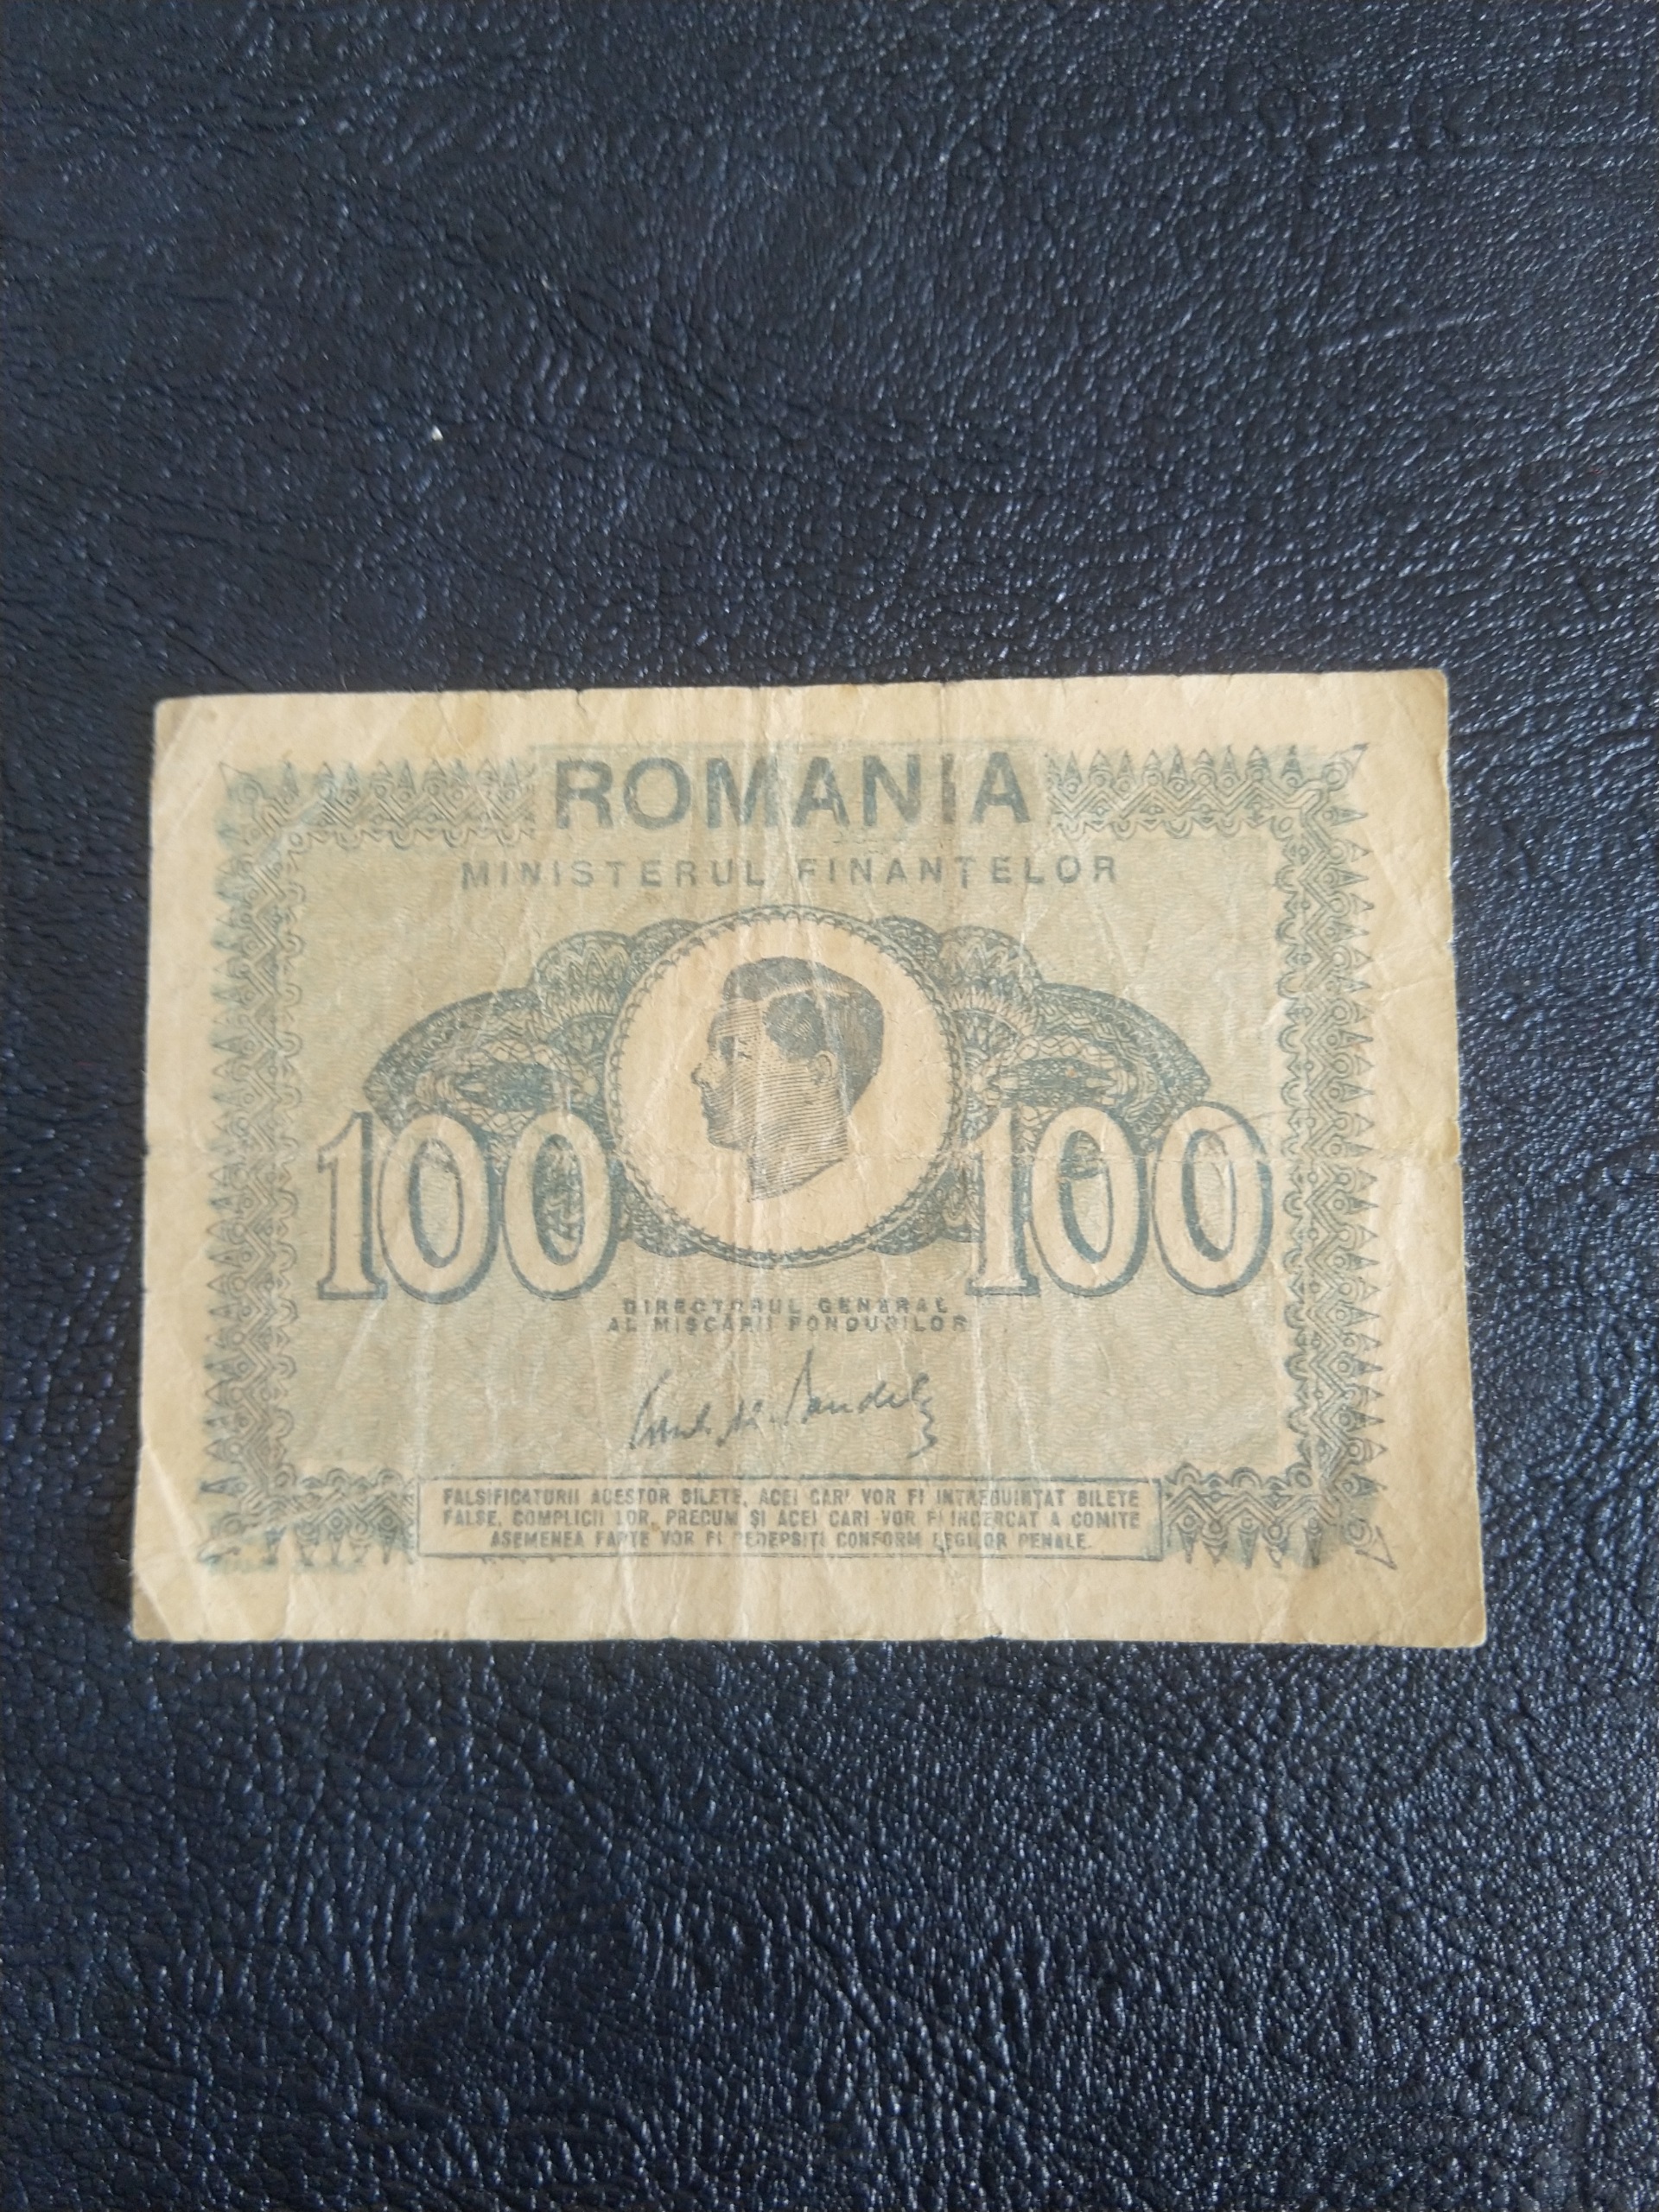 ROMANIA
MINISTERUL FINANȚELOR
100 100
DIRECTORUL GENERAL
AL MIȘCĂRII FONDURILOR
FALSIFICATORII ACESTOR BILETE, ACEI CARI VOR FI INTREBUINȚAT BILETE
FALSE, COMPLICII LOR, PRECUM ȘI ACEI CARI VOR FI INCERCAT A COMITE
ASEMENEA FAPTE VOR FI PEDEPSIȚI CONFORM LEGILOR PENALE.